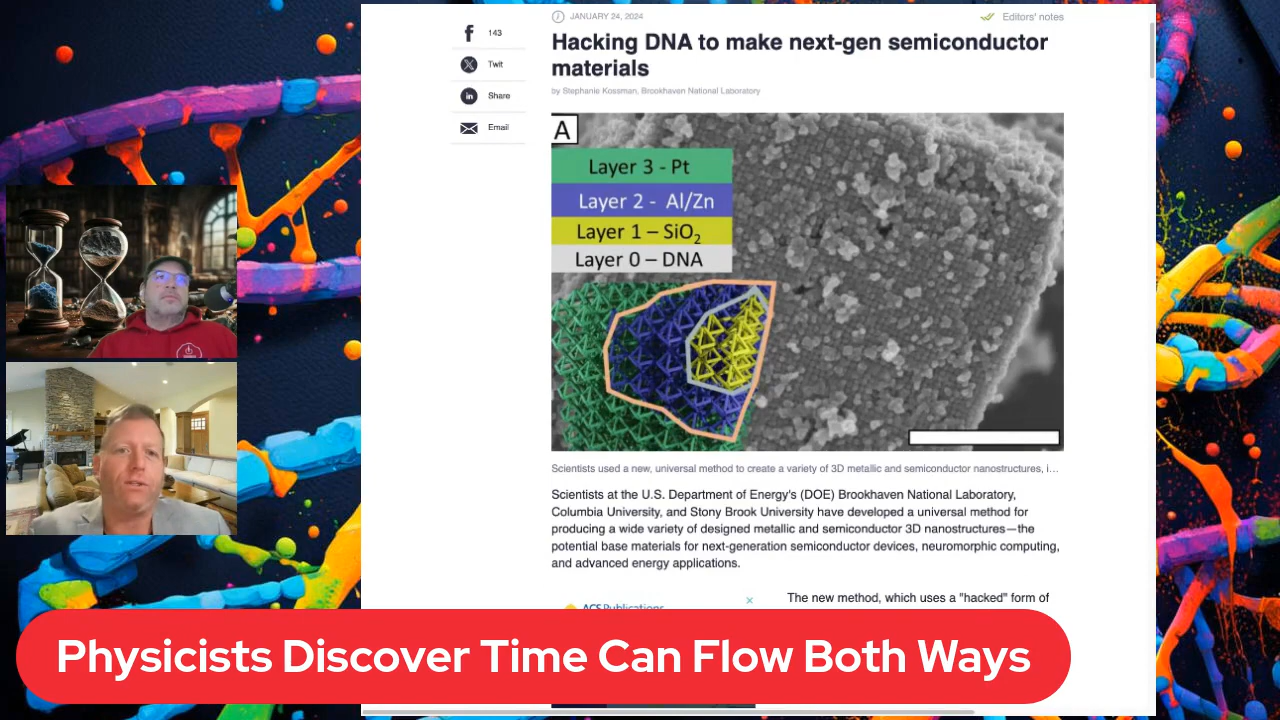 JANUARY 24, 2024
Editors' notes
Hacking DNA to make next-gen semiconductor
materials
by Stephanie Kossman, Brookhaven National Laboratory
143
Twit
Share
Email
A
Layer 3 - Pt
Layer 2 - Al/Zn
Layer 1 – SiO₂
Layer 0 – DNA
Scientists used a new, universal method to create a variety of 3D metallic and semiconductor nanostructures, i...
Scientists at the U.S. Department of Energy's (DOE) Brookhaven National Laboratory,
Columbia University, and Stony Brook University have developed a universal method for
producing a wide variety of designed metallic and semiconductor 3D nanostructures—the
potential base materials for next-generation semiconductor devices, neuromorphic computing,
and advanced energy applications.
ACS Publications
The new method, which uses a "hacked" form of
Physicists Discover Time Can Flow Both Ways